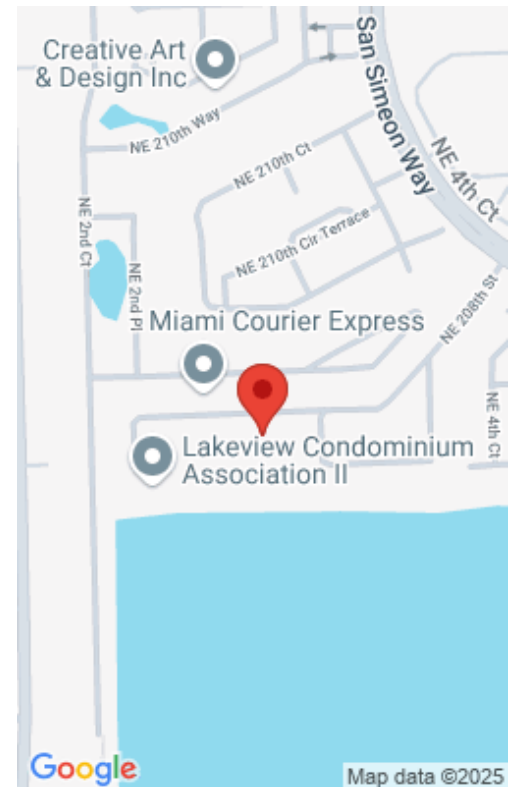 Creative Art
& Design Inc
San Simeon Way
NE 210th Way
NE 4th Ct
NE 210th Ct
NE 2nd Ct
NE 210th Cir Terrace
NE 2nd Pl
NE 208th St
Miami Courier Express
NE 4th Ct
Lakeview Condominium
Association II
Google
Map data ©2025